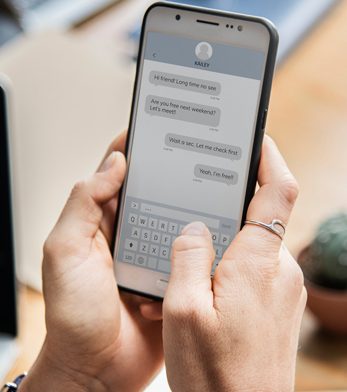 KAILEY
Hi friend! Long time no see
Are you free next weekend?
Let's meet!!
Wait a sec. Let me check first
Yeah, I'm free!!
Q W E R T
A S D F
Z X C